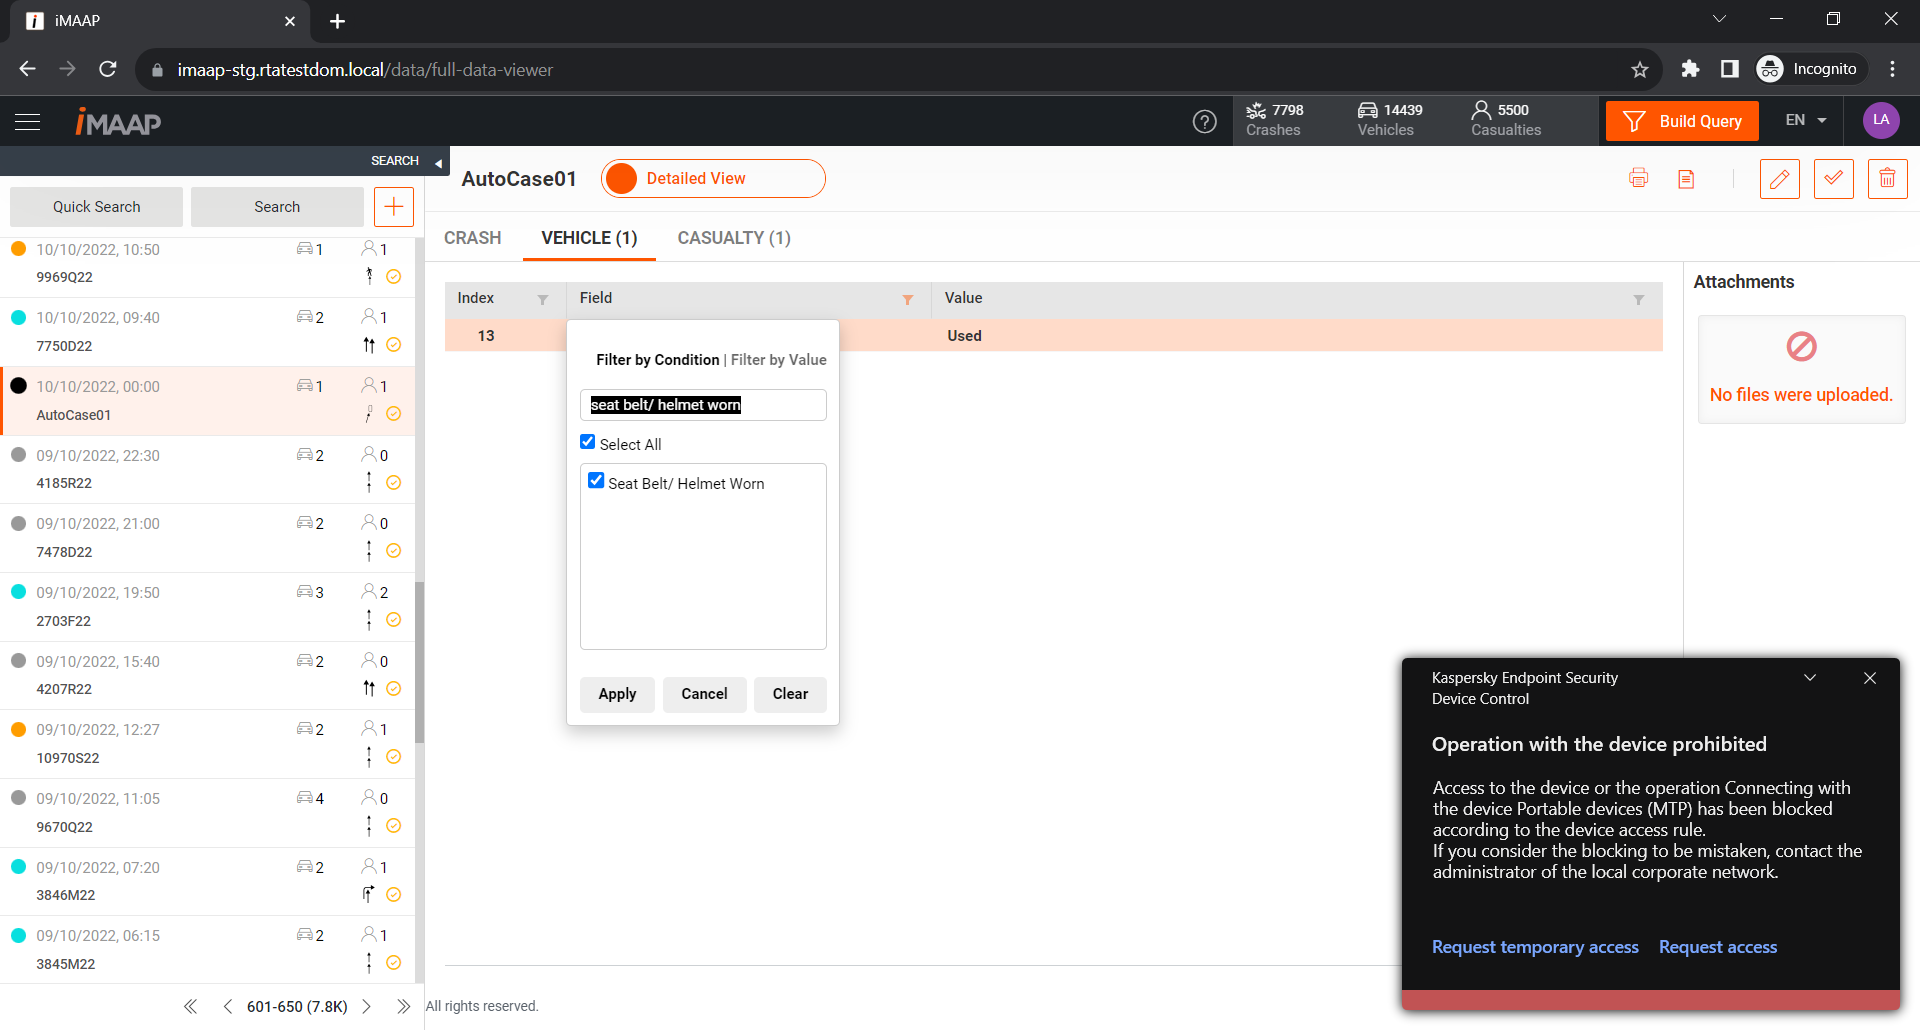 iMAAP
imaap-stg.rtatestdom.local/data/full-data-viewer
Incognito
iMAAP
7798
Crashes
14439
Vehicles
5500
Casualties
Build Query
EN
LA
SEARCH
Quick Search
Search
10/10/2022, 10:50 1 1
9969Q22
10/10/2022, 09:40 2 1
7750D22
10/10/2022, 00:00 1 1
AutoCase01
09/10/2022, 22:30 2 0
4185R22
09/10/2022, 21:00 2 0
7478D22
09/10/2022, 19:50 3 2
2703F22
09/10/2022, 15:40 2 0
4207R22
09/10/2022, 12:27 2 1
10970S22
09/10/2022, 11:05 4 0
9670Q22
09/10/2022, 07:20 2 1
3846M22
09/10/2022, 06:15 2 1
3845M22
601-650 (7.8K)
AutoCase01
Detailed View
CRASH VEHICLE (1) CASUALTY (1)
Index Field Value
13 Used
Filter by Condition | Filter by Value
seat belt/ helmet worn
Select All
Seat Belt/ Helmet Worn
Apply Cancel Clear
Attachments
No files were uploaded.
All rights reserved.
Kaspersky Endpoint Security
Device Control
Operation with the device prohibited
Access to the device or the operation Connecting with
the device Portable devices (MTP) has been blocked
according to the device access rule.
If you consider the blocking to be mistaken, contact the
administrator of the local corporate network.
Request temporary access Request access